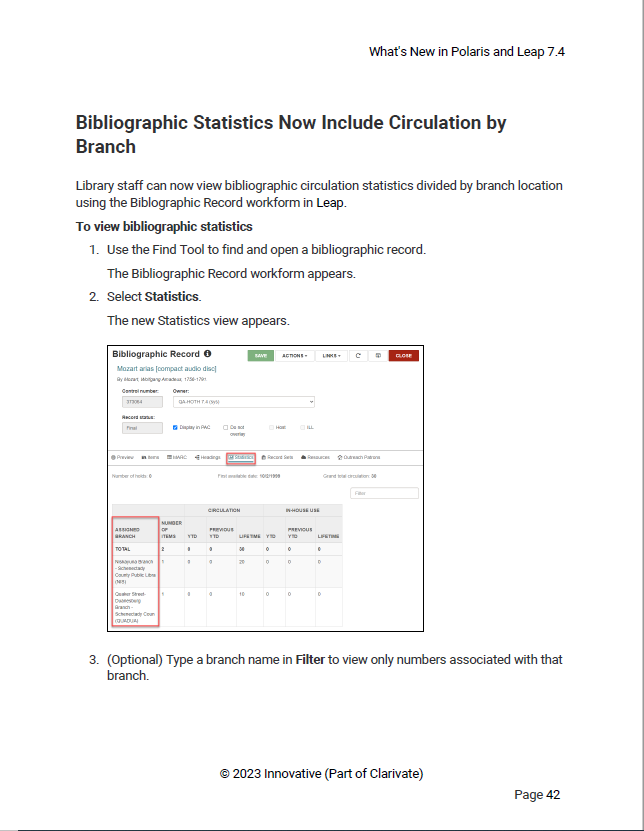 What's New in Polaris and Leap 7.4
Bibliographic Statistics Now Include Circulation by
Branch
Library staff can now view bibliographic circulation statistics divided by branch location
using the Biblographic Record workform in Leap.
To view bibliographic statistics
1. Use the Find Tool to find and open a bibliographic record.
The Bibliographic Record workform appears.
2. Select Statistics.
The new Statistics view appears.
Bibliographic Record
SAVE ACTIONS LINKS CLOSE
Mozart arias [compact audio disc]
By Mozart, Wolfgang Amadeus, 1756-1791
Control number: Owner:
373054 QA-HOTH 7.4 (sys)
Record status:
Final Display in PAC Do not overlay Host ILL
Preview Items MARC Headings Statistics Record Sets Resources Outreach Patrons
Number of holds: 0 First available date: 10/2/1998 Grand total circulation: 30
Filter
CIRCULATION IN-HOUSE USE
ASSIGNED BRANCH NUMBER OF ITEMS YTD PREVIOUS YTD LIFETIME YTD PREVIOUS YTD LIFETIME
TOTAL 2 0 0 30 0 0 0
Niskayuna Branch - Schenectady County Public Libra (NIS) 1 0 0 20 0 0 0
Quaker Street-Duanesburg Branch - Schenectady Coun (QUADUA) 1 0 0 10 0 0 0
3. (Optional) Type a branch name in Filter to view only numbers associated with that
branch.
© 2023 Innovative (Part of Clarivate)
Page 42